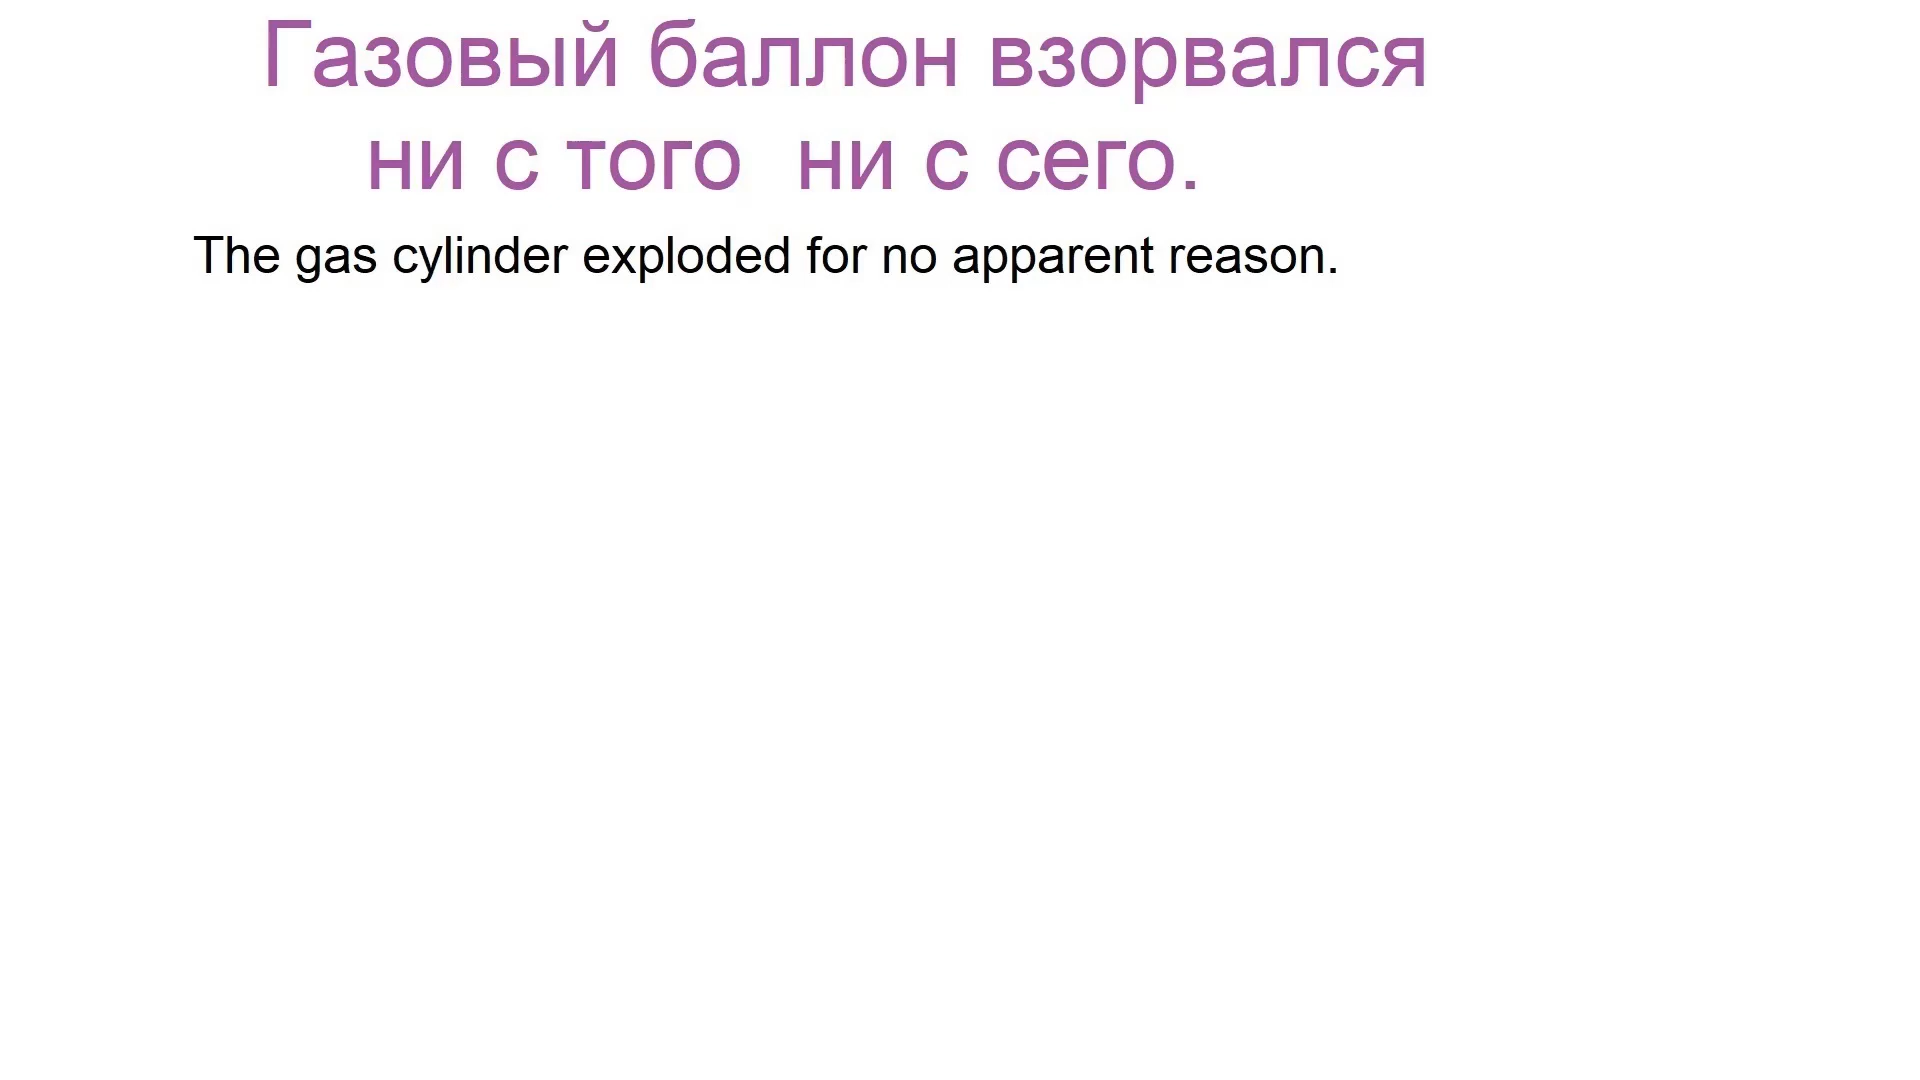 Газовый баллон взорвался
ни с того  ни с сего.
The gas cylinder exploded for no apparent reason.